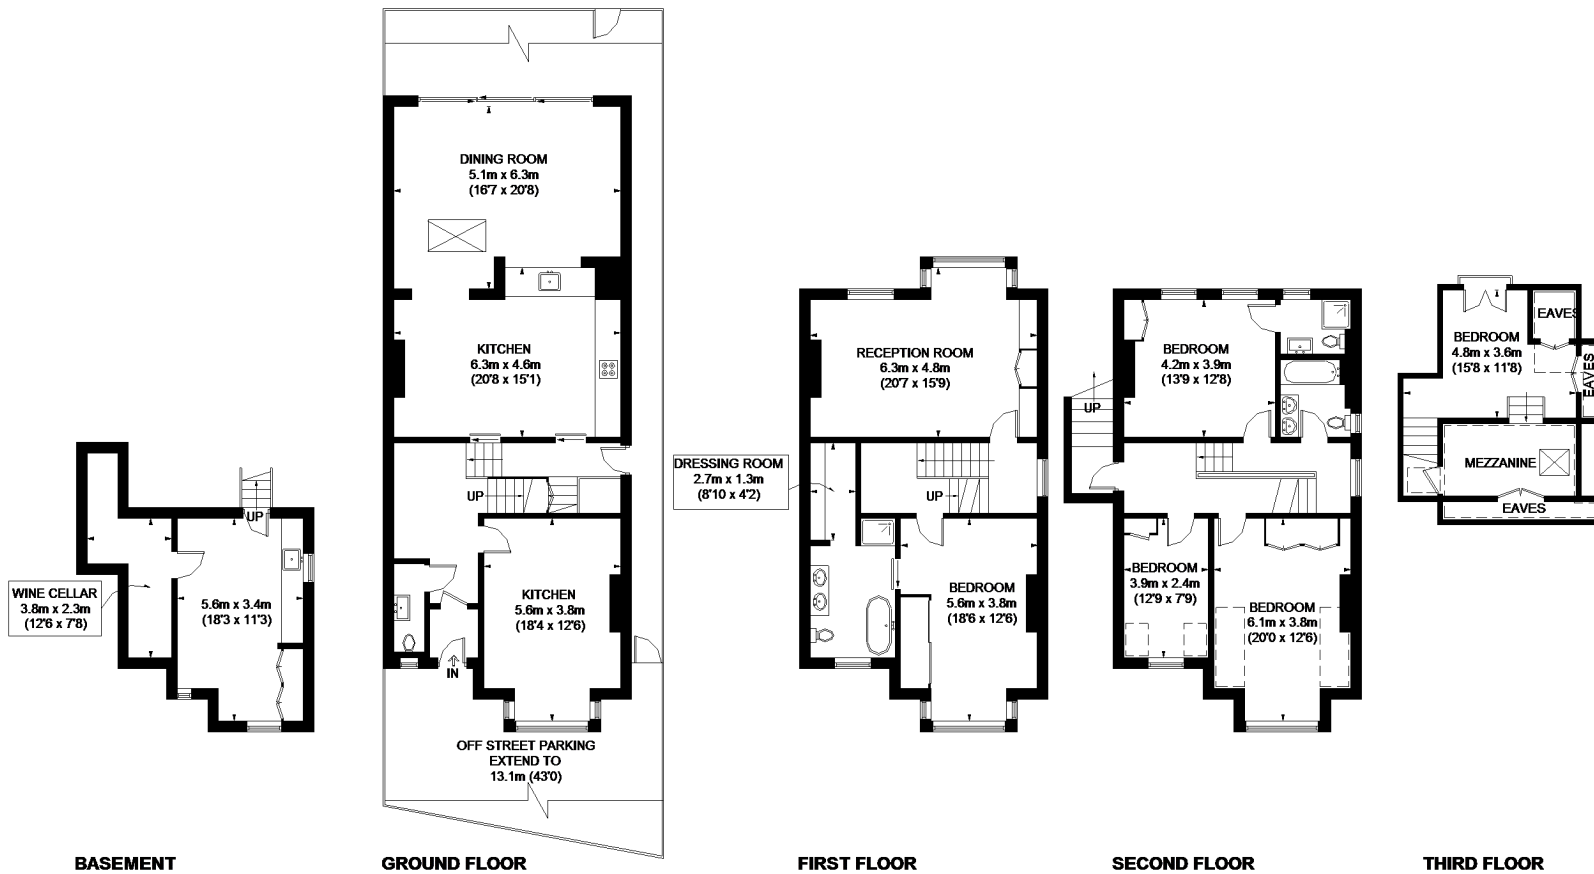 DINING ROOM
5.1m x 6.3m
(16'7 x 20'8)
KITCHEN
6.3m x 4.6m
(20'8 x 15'1)
UP
KITCHEN
5.6m x 3.8m
(18'4 x 12'6)
IN
OFF STREET PARKING
EXTEND TO
13.1m (43'0)
UP
WINE CELLAR
3.8m x 2.3m
(12'6 x 7'8)
5.6m x 3.4m
(18'3 x 11'3)
RECEPTION ROOM
6.3m x 4.8m
(20'7 x 15'9)
DRESSING ROOM
2.7m x 1.3m
(8'10 x 4'2)
UP
BEDROOM
5.6m x 3.8m
(18'6 x 12'6)
BEDROOM
4.2m x 3.9m
(13'9 x 12'8)
UP
BEDROOM
3.9m x 2.4m
(12'9 x 7'9)
BEDROOM
6.1m x 3.8m
(20'0 x 12'6)
EAVES
BEDROOM
4.8m x 3.6m
(15'8 x 11'8)
EAVES
MEZZANINE
EAVES
BASEMENT
GROUND FLOOR
FIRST FLOOR
SECOND FLOOR
THIRD FLOOR